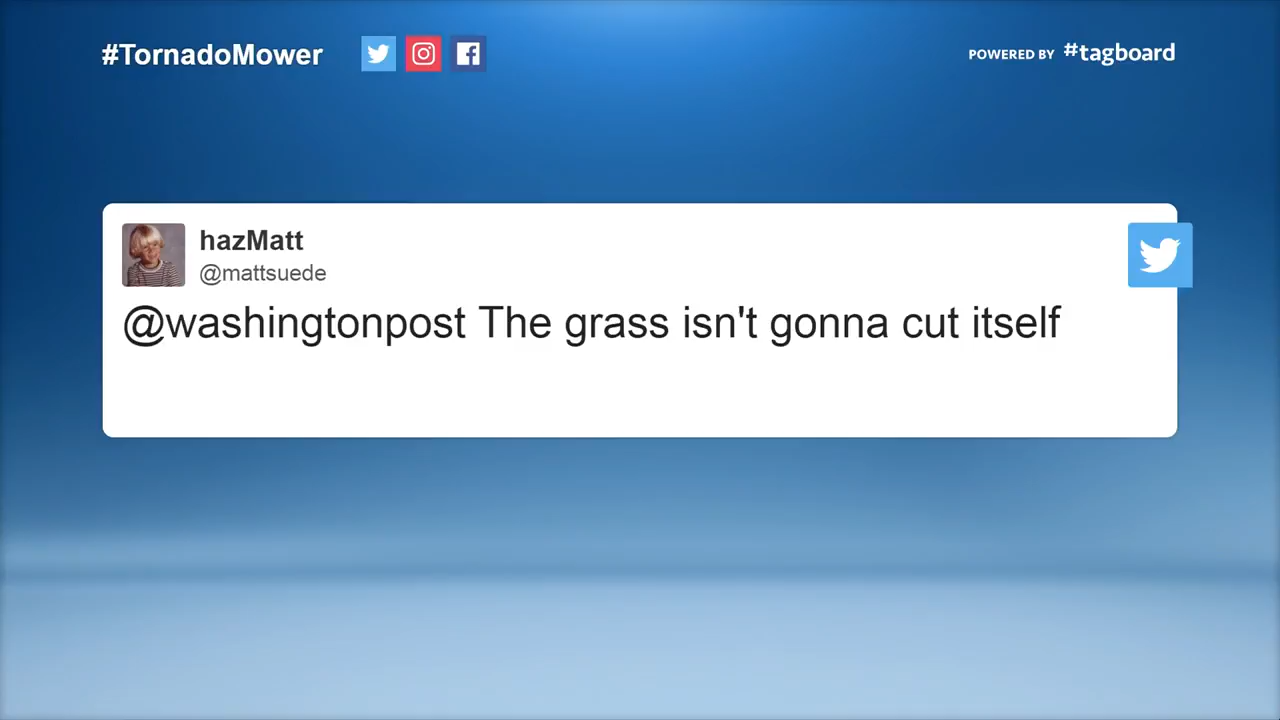 #TornadoMower
POWERED BY #tagboard
hazMatt
@mattsuede
@washingtonpost The grass isn't gonna cut itself